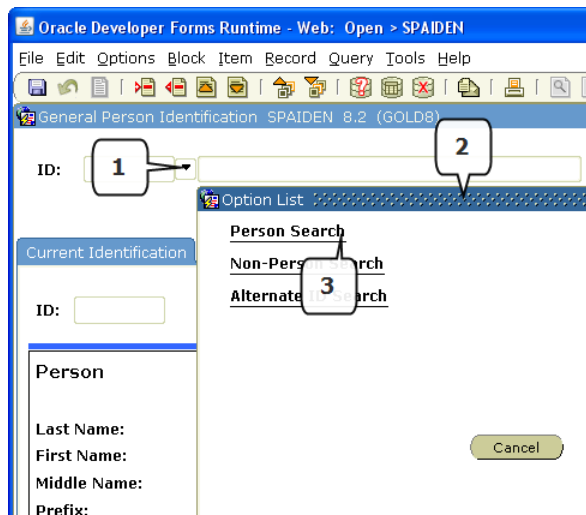 Oracle Developer Forms Runtime - Web: Open > SPAIDEN
File Edit Options Block Item Record Query Tools Help
General Person Identification SPAIDEN 8.2 (GOLD8)
ID:
1
2
Option List
Person Search
Current Identification
Non-Person Search
3
Alternate ID Search
ID:
Person
Last Name:
Cancel
First Name:
Middle Name:
Prefix: